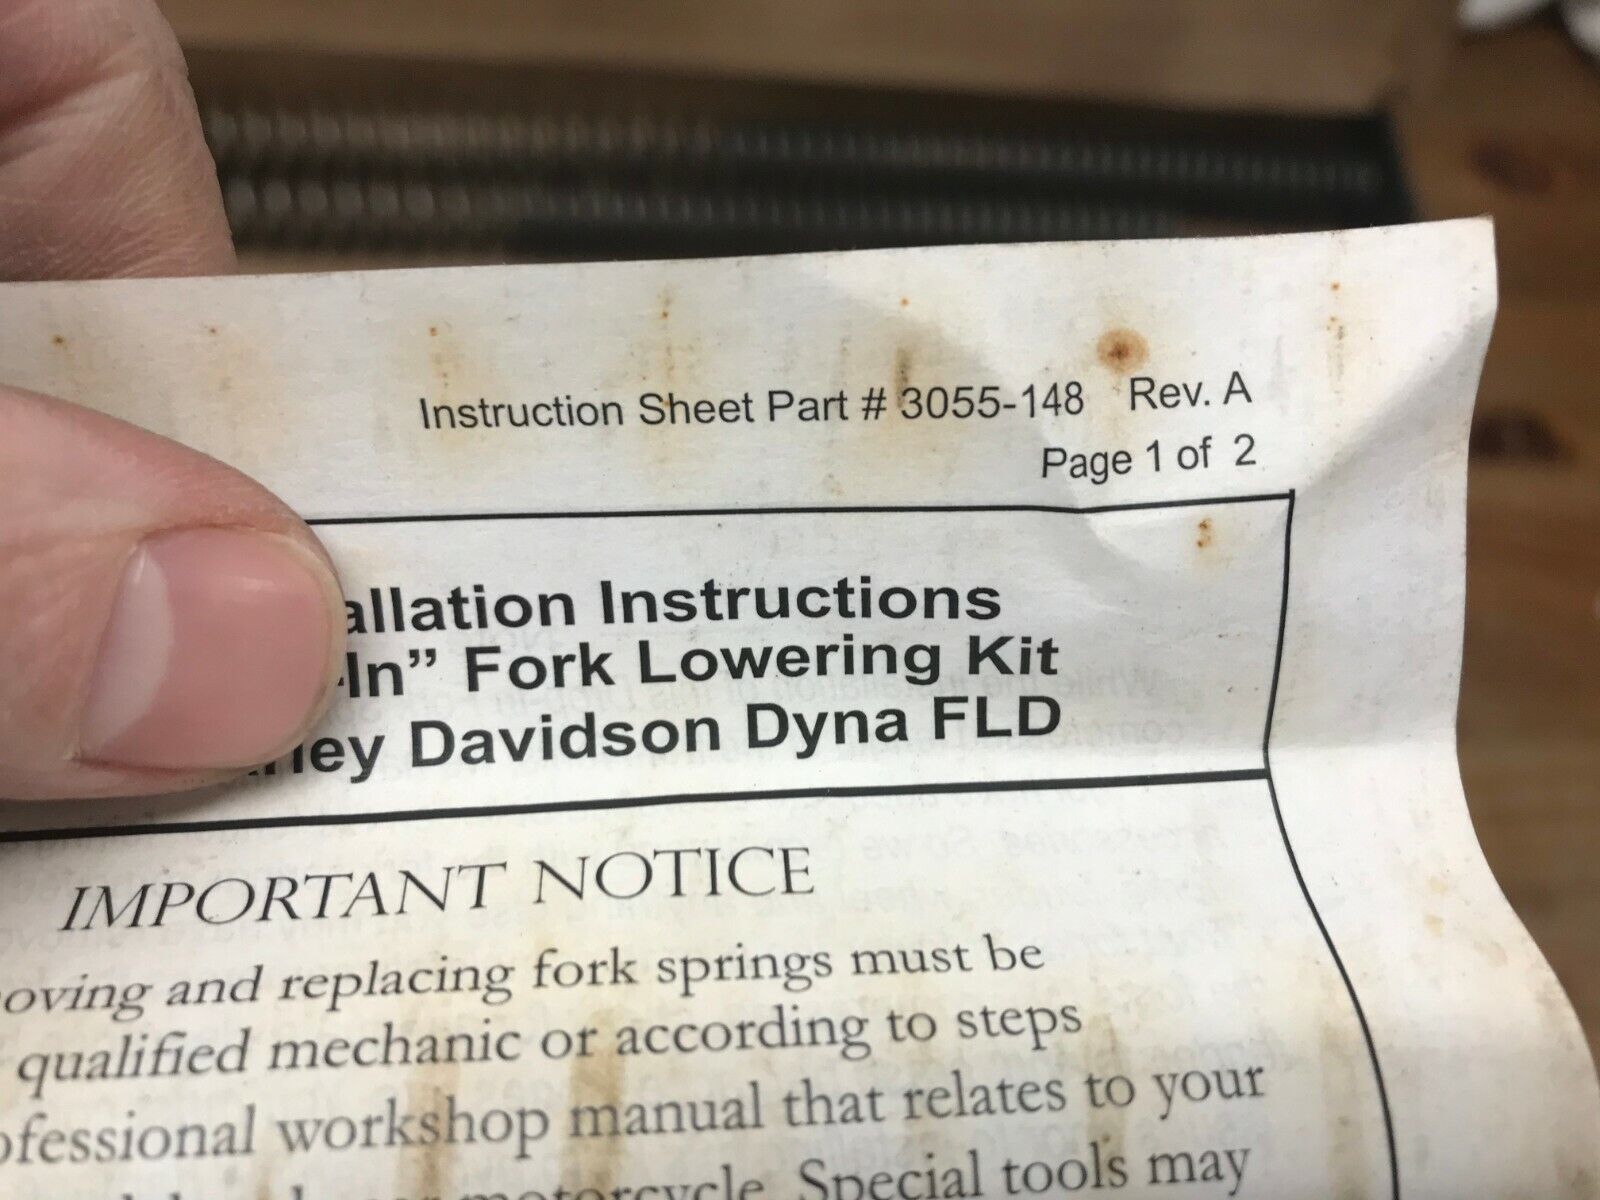 Instruction Sheet Part # 3055-148 Rev. A
Page 1 of 2
allation Instructions
-In” Fork Lowering Kit
ley Davidson Dyna FLD
IMPORTANT NOTICE
oving and replacing fork springs must be
qualified mechanic or according to steps
ofessional workshop manual that relates to your
motorcycle. Special tools may